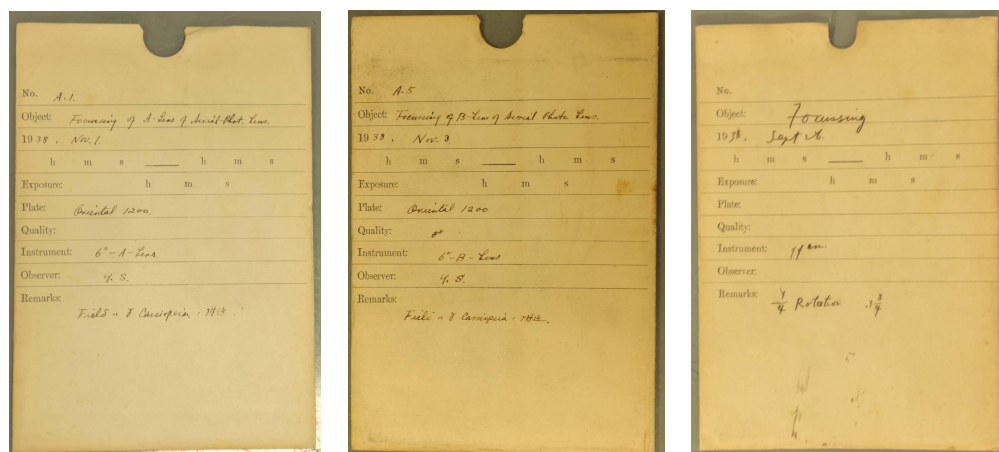 No. A.1.
Object: Focussing of A-Lens of Aerial-Phot. Lens.
1938. Nov. 1.
h m s — h m s
Exposure: h m s
Plate: Oriental 1200.
Quality:
Instrument: 6"-A-Lens
Observer: Y. S.
Remarks:
Field = γ Cassiopeia,
No. A.5
Object: Focussing of B-Lens of Aerial Photo. Lens.
1938. Nov. 3.
h m s — h m s
Exposure: h m s
Plate: Oriental 1200
Quality:
Instrument: 6"-B-Lens
Observer: Y. S.
Remarks:
Field = γ Cassiopeia,
No.
Object: Focussing
1938. Sept 26.
h m s — h m s
Exposure: h m s
Plate:
Quality:
Instrument:
Observer:
Remarks:
Rotation